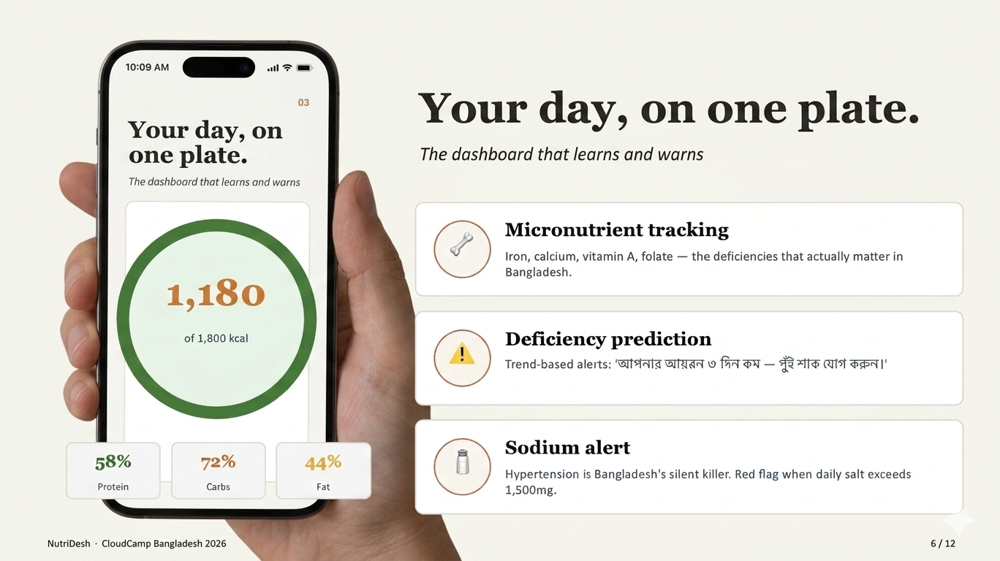 10:09 AM
03
Your day, on
one plate.
The dashboard that learns and warns
1,180
of 1,800 kcal
58%
Protein
72%
Carbs
44%
Fat
Your day, on one plate.
The dashboard that learns and warns
Micronutrient tracking
Iron, calcium, vitamin A, folate — the deficiencies that actually matter in
Bangladesh.
Deficiency prediction
Trend-based alerts: 'আপনার আয়রন ৩ দিন কম — পুঁই শাক যোগ করুন।'
Sodium alert
Hypertension is Bangladesh's silent killer. Red flag when daily salt exceeds
1,500mg.
NutriDesh · CloudCamp Bangladesh 2026
6 / 12